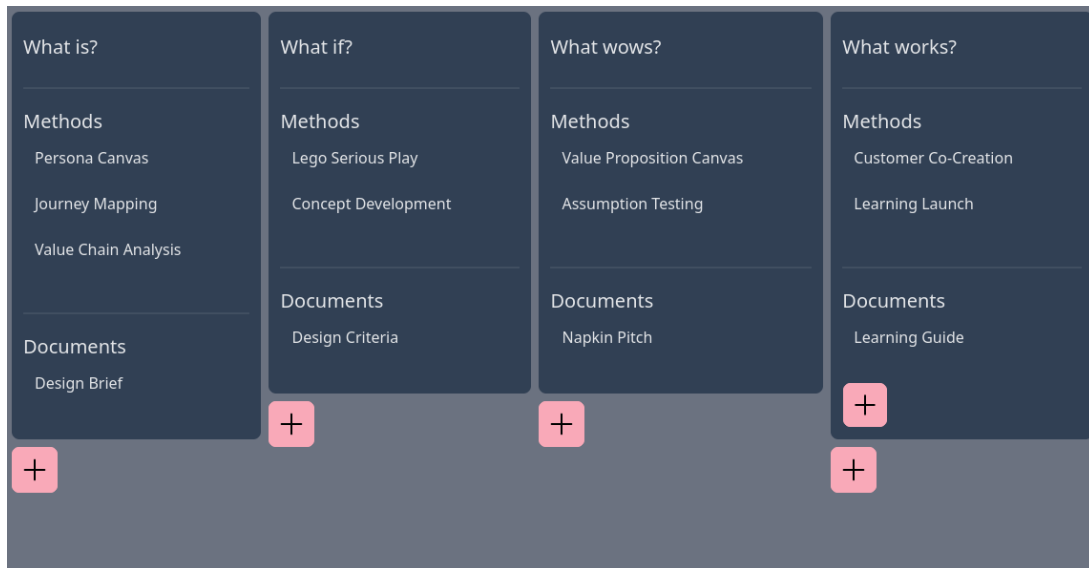 What is?
Methods
Persona Canvas
Journey Mapping
Value Chain Analysis
Documents
Design Brief
What if?
Methods
Lego Serious Play
Concept Development
Documents
Design Criteria
What wows?
Methods
Value Proposition Canvas
Assumption Testing
Documents
Napkin Pitch
What works?
Methods
Customer Co-Creation
Learning Launch
Documents
Learning Guide